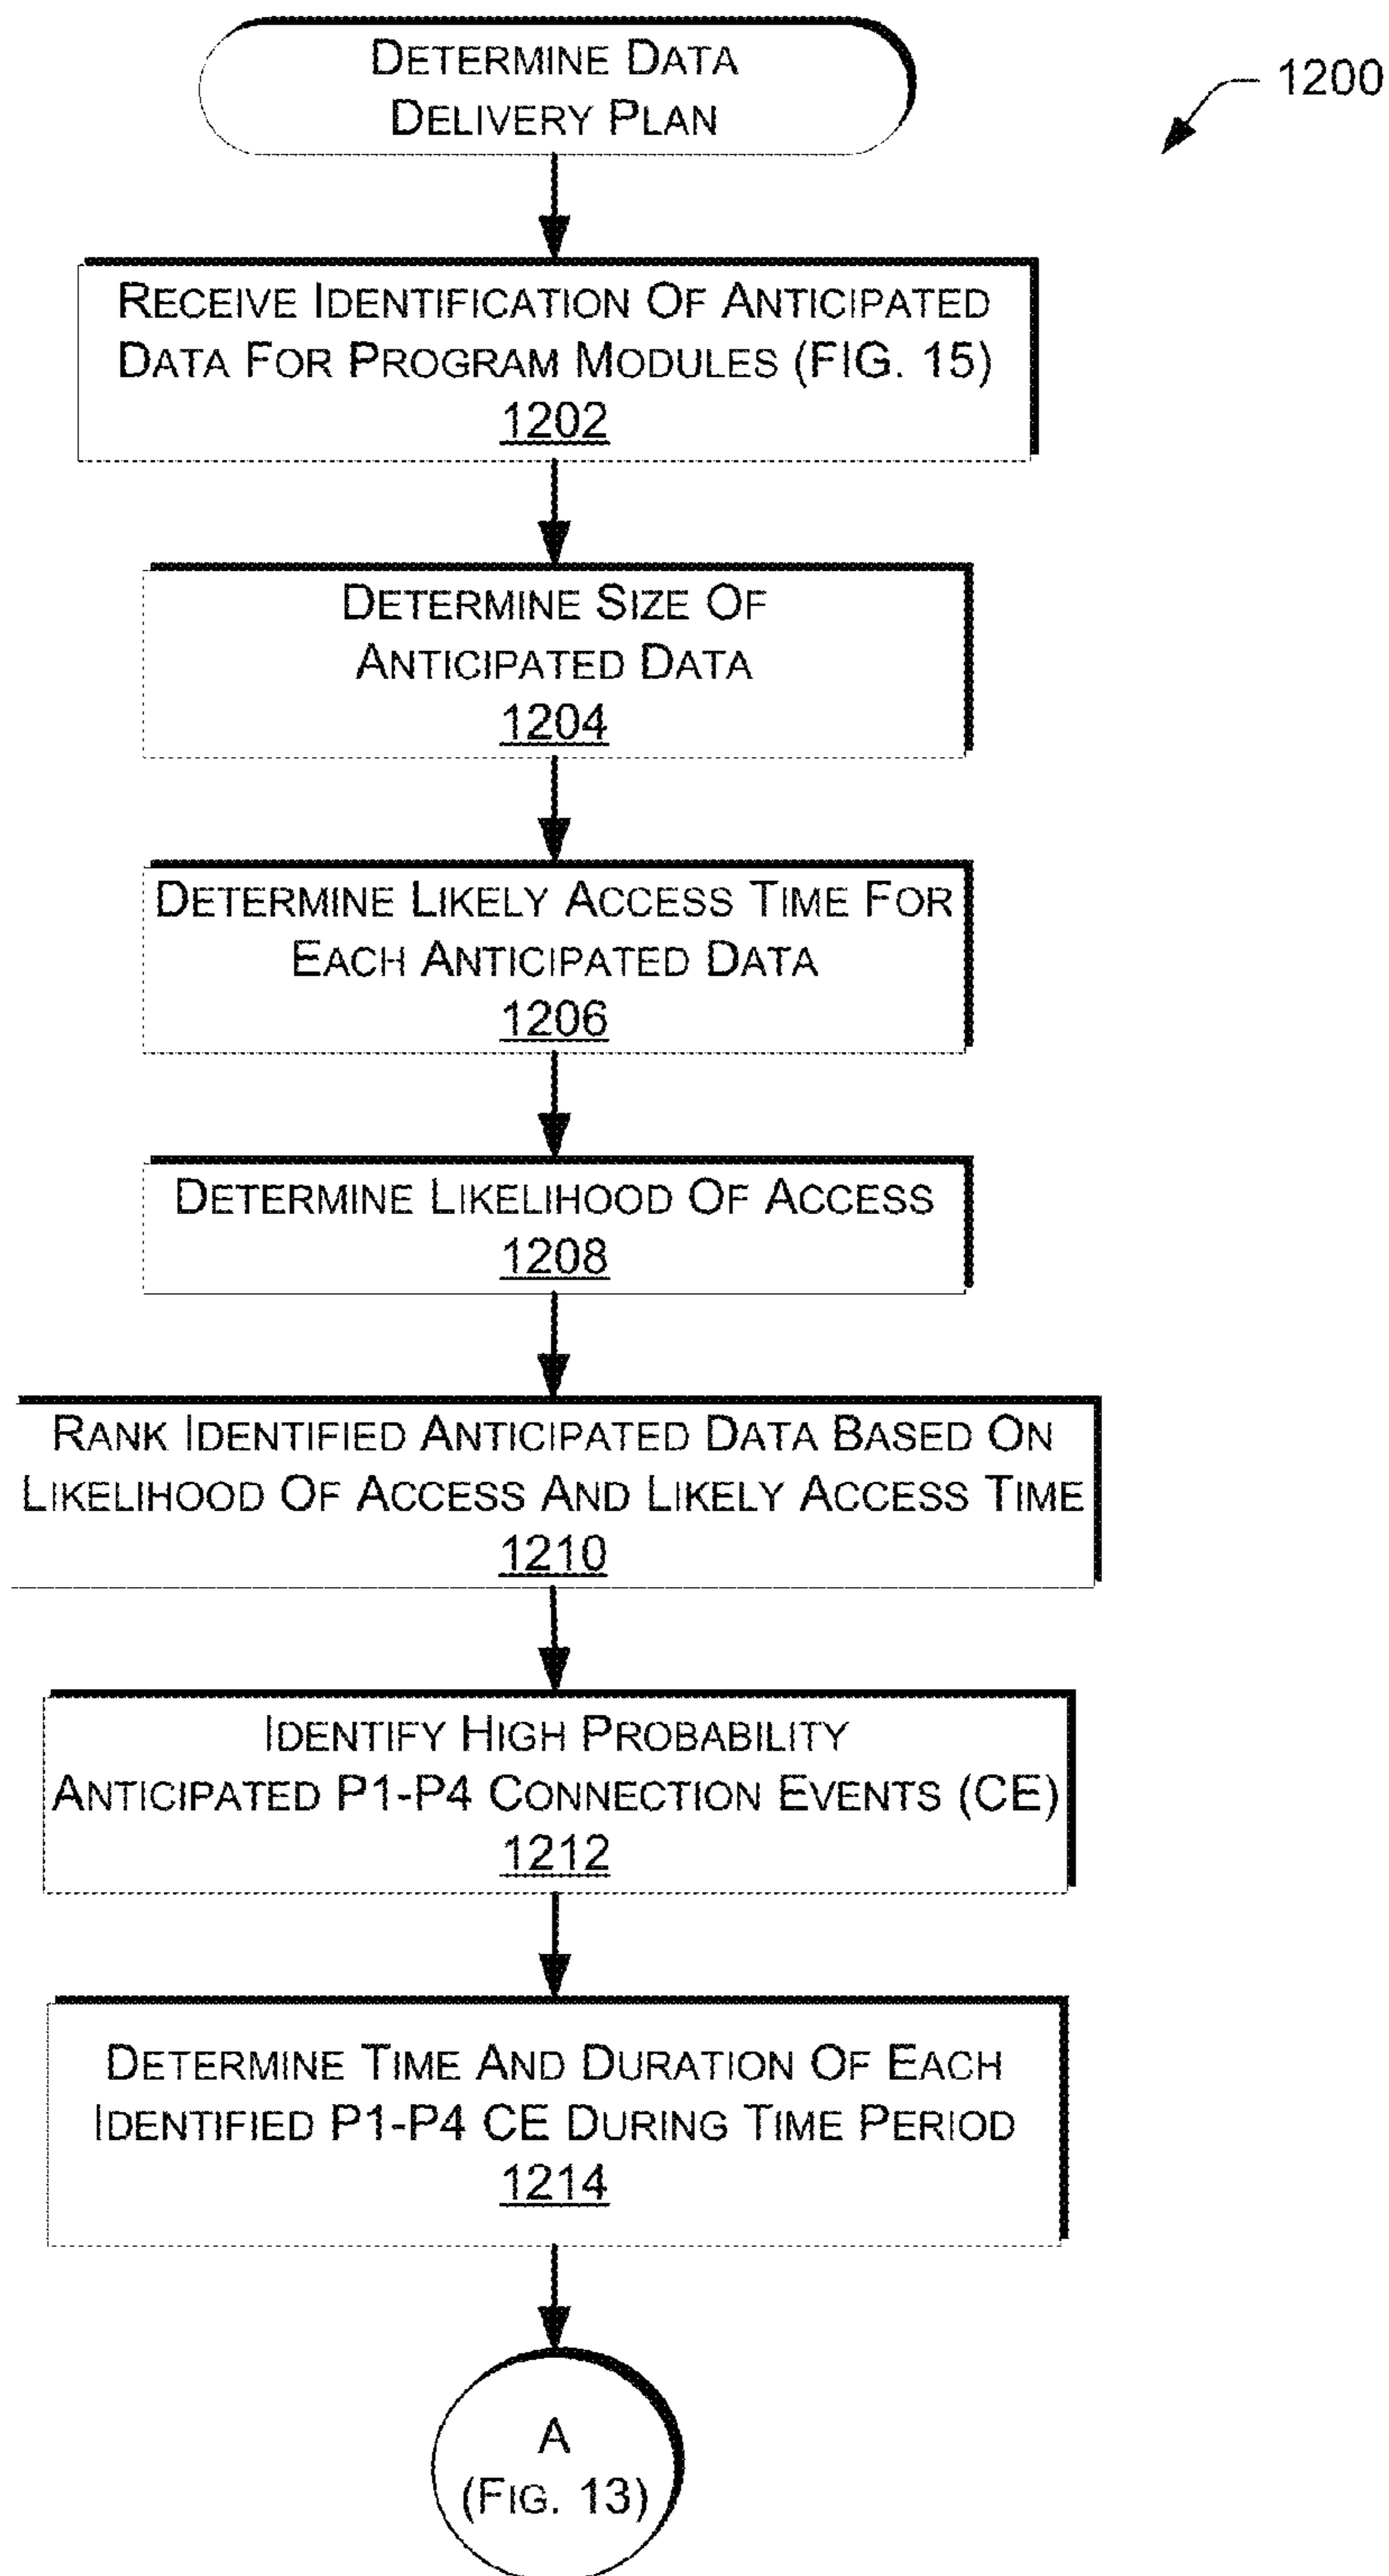 DETERMINE DATA
DELIVERY PLAN
1200
RECEIVE IDENTIFICATION OF ANTICIPATED
DATA FOR PROGRAM MODULES (FIG. 15)
1202
DETERMINE SIZE OF
ANTICIPATED DATA
1204
DETERMINE LIKELY ACCESS TIME FOR
EACH ANTICIPATED DATA
1206
DETERMINE LIKELIHOOD OF ACCESS
1208
RANK IDENTIFIED ANTICIPATED DATA BASED ON
LIKELIHOOD OF ACCESS AND LIKELY ACCESS TIME
1210
IDENTIFY HIGH PROBABILITY
ANTICIPATED P1-P4 CONNECTION EVENTS (CE)
1212
DETERMINE TIME AND DURATION OF EACH
IDENTIFIED P1-P4 CE DURING TIME PERIOD
1214
A
(FIG. 13)